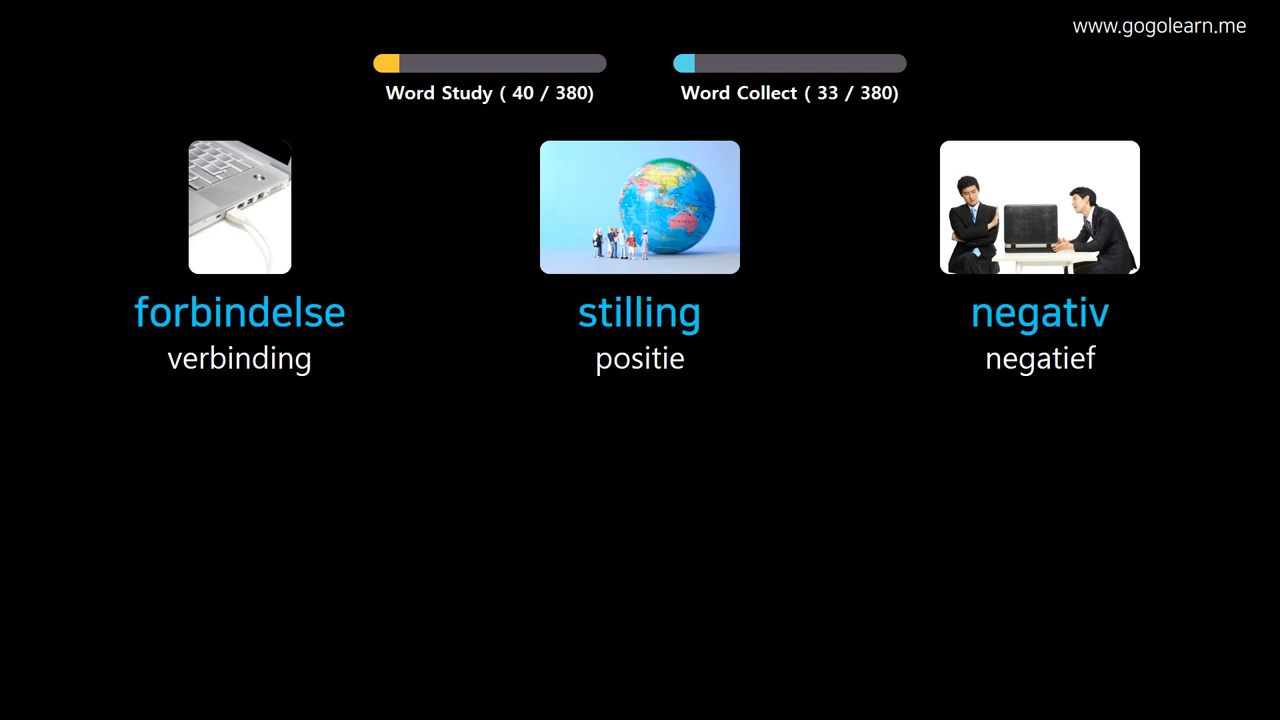 www.gogolearn.me
Word Study ( 40 / 380)
Word Collect ( 33 / 380)
forbindelse
verbinding
stilling
positie
negativ
negatief